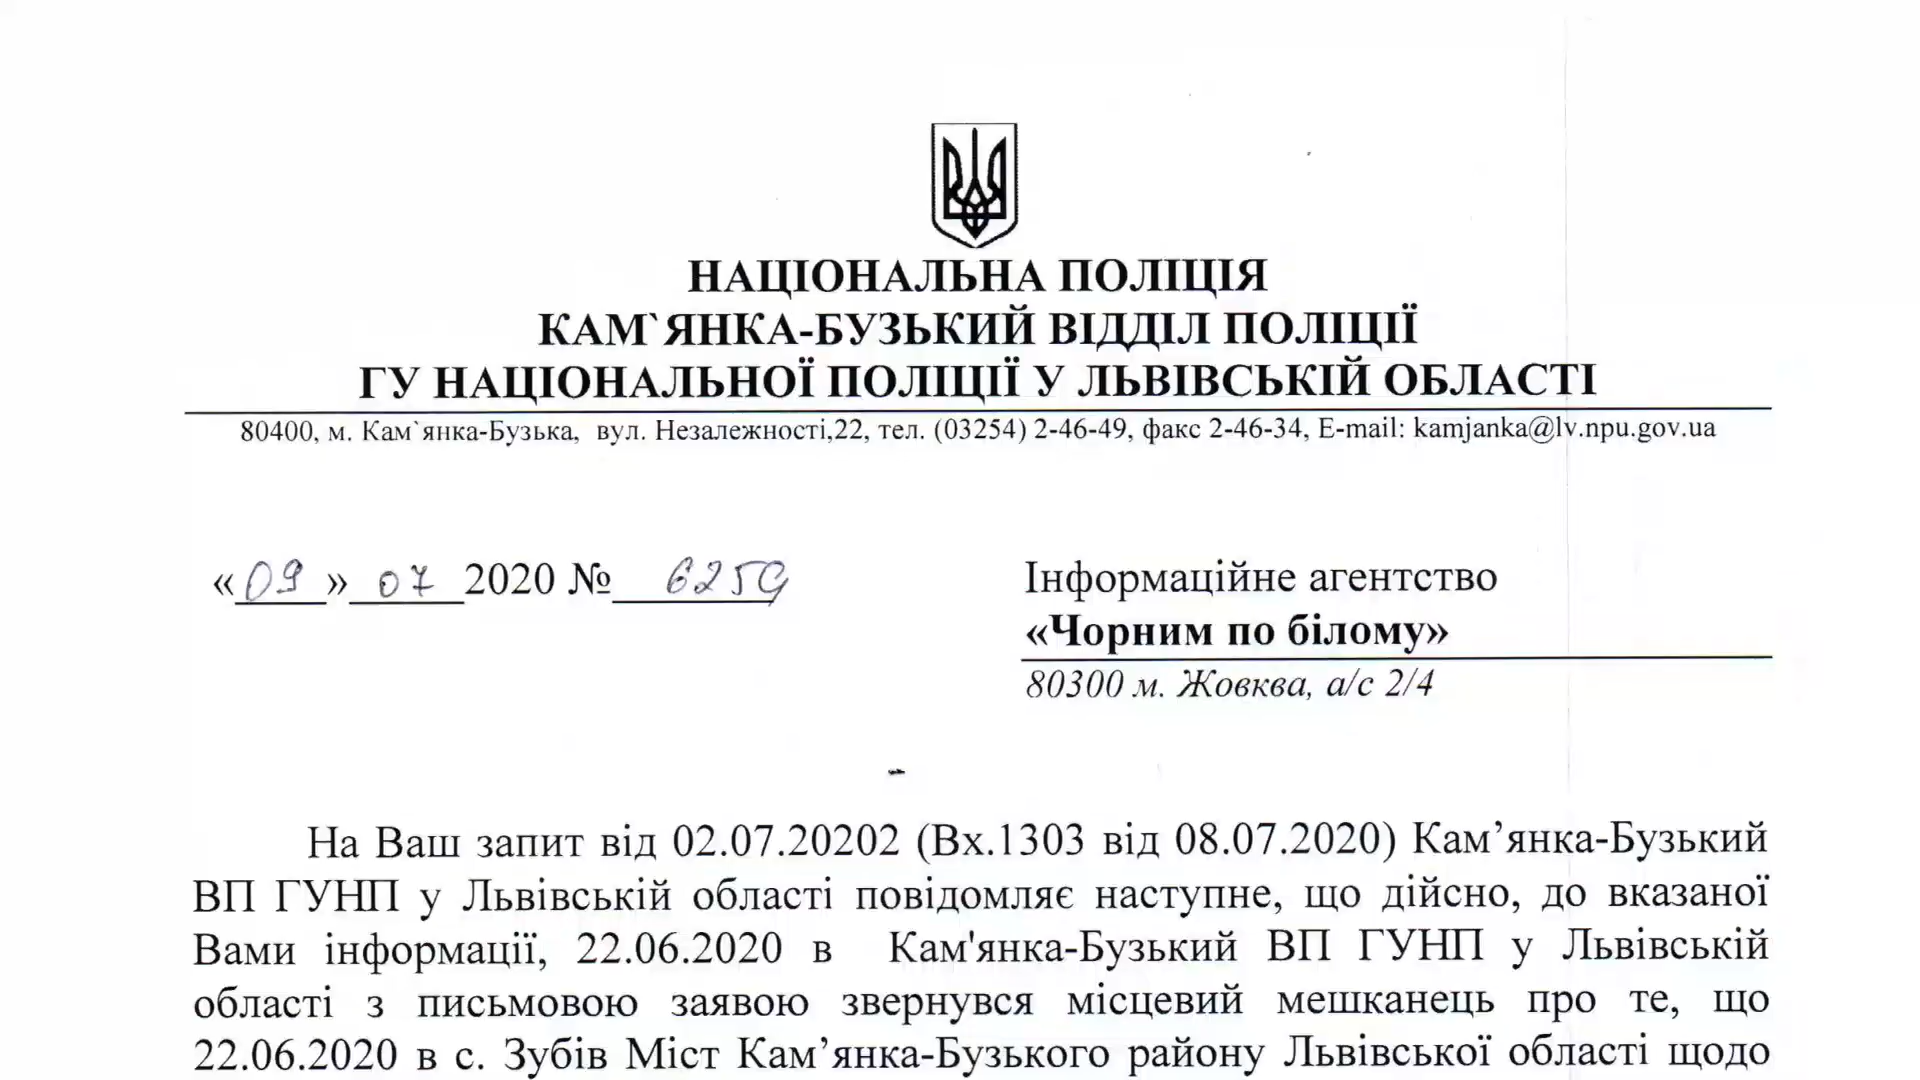 НАЦІОНАЛЬНА ПОЛІЦІЯ
КАМ`ЯНКА-БУЗЬКИЙ ВІДДІЛ ПОЛІЦІЇ
ГУ НАЦІОНАЛЬНОЇ ПОЛІЦІЇ У ЛЬВІВСЬКІЙ ОБЛАСТІ
80400, м. Кам`янка-Бузька, вул. Незалежності,22, тел. (03254) 2-46-49, факс 2-46-34, E-mail: kamjanka@lv.npu.gov.ua
«09» 07 2020 № 6259
Інформаційне агентство
«Чорним по білому»
80300 м. Жовква, а/с 2/4
На Ваш запит від 02.07.20202 (Вх.1303 від 08.07.2020) Кам’янка-Бузький
ВП ГУНП у Львівській області повідомляє наступне, що дійсно, до вказаної
Вами інформації, 22.06.2020 в Кам'янка-Бузький ВП ГУНП у Львівській
області з письмовою заявою звернувся місцевий мешканець про те, що
22.06.2020 в с. Зубів Міст Кам’янка-Бузького району Львівської області щодо